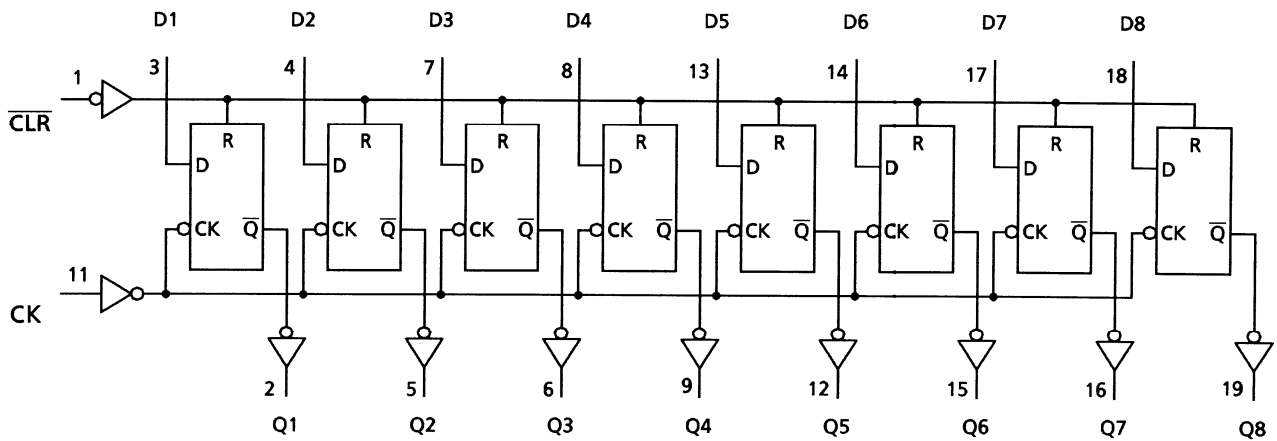 D1 D2 D3 D4 D5 D6 D7 D8
3 4 7 8 13 14 17 18
1
C̅L̅R̅
R R R R R R R R
D D D D D D D D
CK Q̅ CK Q̅ CK Q̅ CK Q̅ CK Q̅ CK Q̅ CK Q̅ CK Q̅
11
CK
2 5 6 9 12 15 16 19
Q1 Q2 Q3 Q4 Q5 Q6 Q7 Q8